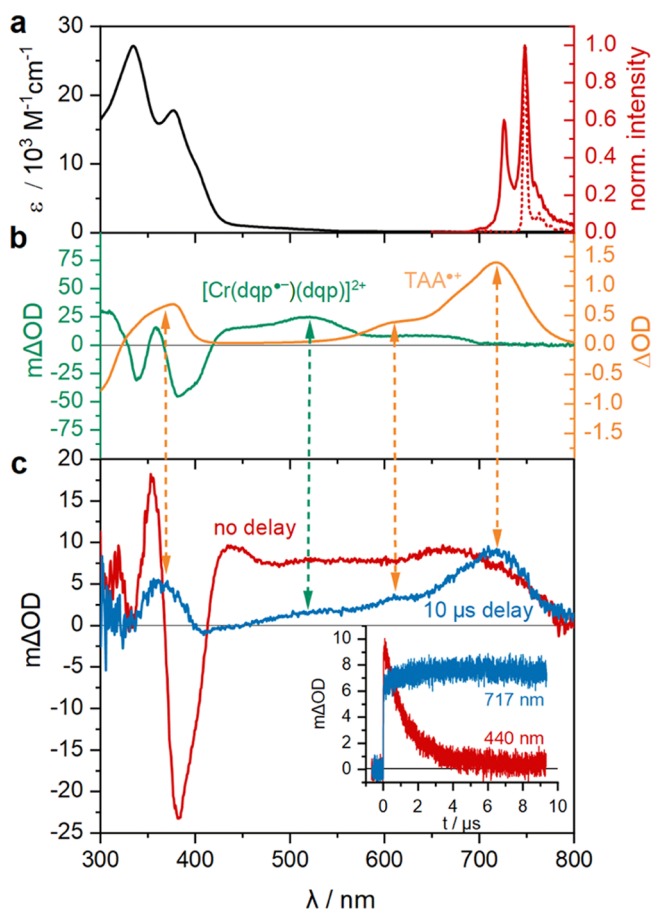 a
30
20
10
0
ε / 10³ M⁻¹cm⁻¹
1.0
0.8
0.6
0.4
0.2
0.0
norm. intensity
b
75
50
25
0
-25
-50
-75
mΔOD
[Cr(dqp•−)(dqp)]²⁺
TAA•+
1.5
1.0
0.5
0.0
-0.5
-1.0
-1.5
ΔOD
c
20
15
10
5
0
-5
-10
-15
-20
-25
mΔOD
no delay
10 µs delay
10
8
6
4
2
0
mΔOD
717 nm
440 nm
0 2 4 6 8 10
t / µs
300 400 500 600 700 800
λ / nm